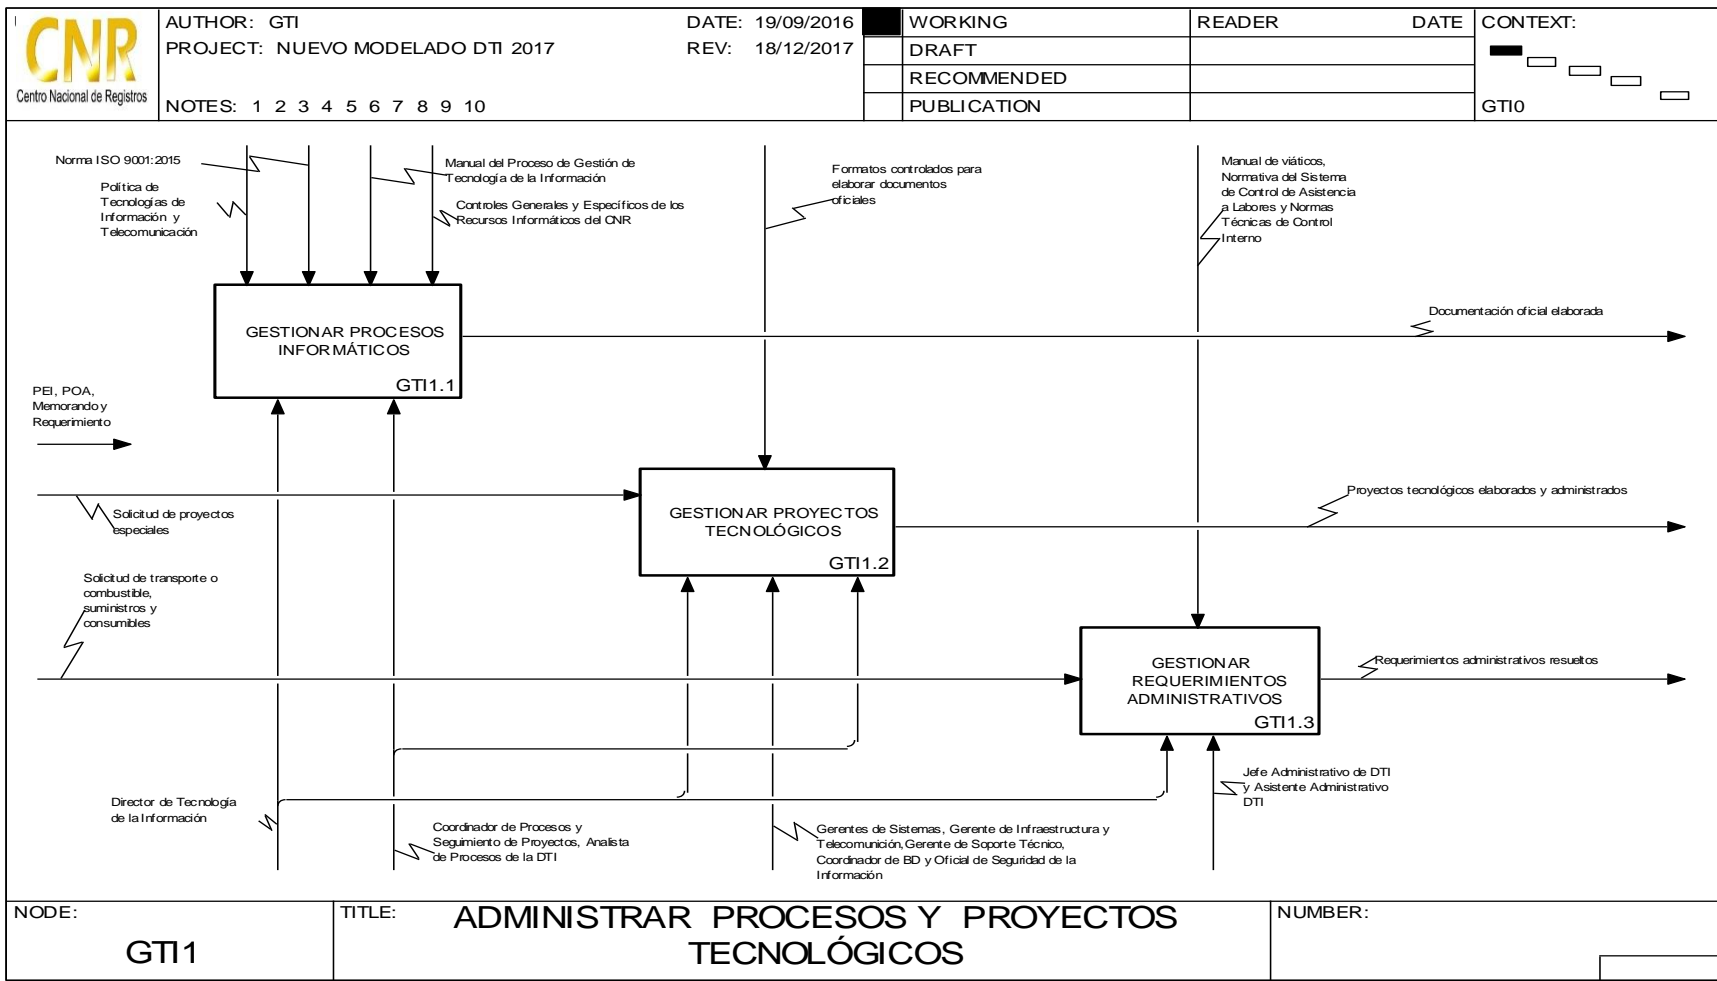 CNR
Centro Nacional de Registros
AUTHOR: GTI
DATE: 19/09/2016
PROJECT: NUEVO MODELADO DTI 2017
REV: 18/12/2017
NOTES: 1 2 3 4 5 6 7 8 9 10
WORKING
DRAFT
RECOMMENDED
PUBLICATION
READER DATE
CONTEXT:
GTI0
Norma ISO 9001:2015
Política de
Tecnologías de
Información y
Telecomunicación
Manual del Proceso de Gestión de
Tecnología de la Información
Controles Generales y Específicos de los
Recursos Informáticos del CNR
Formatos controlados para
elaborar documentos
oficiales
Manual de viáticos,
Normativa del Sistema
de Control de Asistencia
a Labores y Normas
Técnicas de Control
Interno
GESTIONAR PROCESOS
INFORMÁTICOS
GTI1.1
Documentación oficial elaborada
PEI, POA,
Memorando y
Requerimiento
Solicitud de proyectos
especiales
GESTIONAR PROYECTOS
TECNOLÓGICOS
GTI1.2
Proyectos tecnológicos elaborados y administrados
Solicitud de transporte o
combustible,
suministros y
consumibles
GESTIONAR
REQUERIMIENTOS
ADMINISTRATIVOS
GTI1.3
Requerimientos administrativos resueltos
Director de Tecnología
de la Información
Coordinador de Procesos y
Seguimiento de Proyectos, Analista
de Procesos de la DTI
Gerentes de Sistemas, Gerente de Infraestructura y
Telecomunición,Gerente de Soporte Técnico,
Coordinador de BD y Oficial de Seguridad de la
Información
Jefe Administrativo de DTI
y Asistente Administrativo
DTI
NODE:
GTI1
TITLE:
ADMINISTRAR PROCESOS Y PROYECTOS
TECNOLÓGICOS
NUMBER: